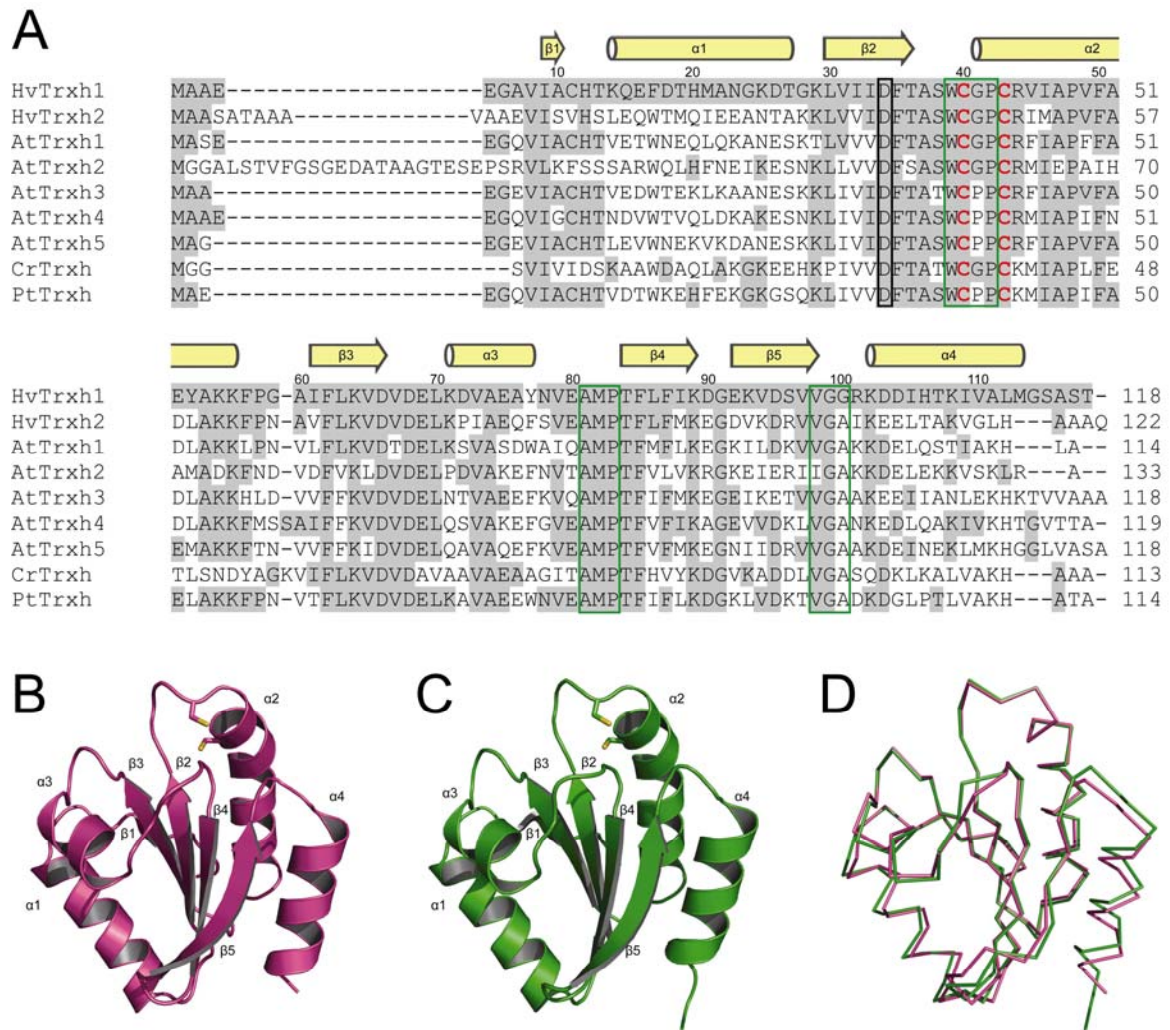 A
β1 α1 β2 α2
10 20 30 40 50
HvTrxh1 MAAE-------------------EGAVIACHTKQEFDTHMANGKDTGKLVIIDFTASWCGPCRVIAPVFA 51
HvTrxh2 MAASATAAA-------------VAAEVISVHSLEQWTMQIEEANTAKKLVVIDFTASWCGPCRIMAPVFA 57
AtTrxh1 MASE-------------------EGQVIACHTVETWNEQLQKANESKTLVVVDFTASWCGPCRFIAPFFA 51
AtTrxh2 MGGALSTVFGSGEDATAAGTESEPSRVLKFSSSARWQLHFNEIKESNKLLVVDFSASWCGPCRMIEPAIH 70
AtTrxh3 MAA--------------------EGEVIACHTVEDWTEKLKAANESKKLIVIDFTATWCPPCRFIAPVFA 50
AtTrxh4 MAAE-------------------EGQVIGCHTNDVWTVQLDKAKESNKLIVIDFTASWCPPCRMIAPIFN 51
AtTrxh5 MAG--------------------EGEVIACHTLEVWNEKVKDANESKKLIVIDFTASWCPPCRFIAPVFA 50
CrTrxh MGG----------------------SVIVIDSKAAWDAQLAKGKEEHKPIVVDFTATWCGPCKMIAPLFE 48
PtTrxh MAE--------------------EGQVIACHTVDTWKEHFEKGKGSQKLIVVDFTASWCPPCKMIAPIFA 50
β3 α3 β4 β5 α4
60 70 80 90 100 110
HvTrxh1 EYAKKFPG-AIFLKVDVDELKDVAEAYNVEAMPTFLFIKDGEKVDSVVGGRKDDIHTKIVALMGSAST- 118
HvTrxh2 DLAKKFPN-AVFLKVDVDELKPIAEQFSVEAMPTFLFMKEGDVKDRVVGAIKEELTAKVGLH---AAAQ 122
AtTrxh1 DLAKKLPN-VLFLKVDTDELKSVASDWAIQAMPTFMFLKEGKILDKVVGAKKDELQSTIAKH---LA-- 114
AtTrxh2 AMADKFND-VDFVKLDVDELPDVAKEFNVTAMPTFVLVKRGKEIERIIGAKKDELEKKVSKLR---A-- 133
AtTrxh3 DLAKKHLD-VVFFKVDVDELNTVAEEFKVQAMPTFIFMKEGEIKETVVGAAKEEIIANLEKHKTVVAAA 118
AtTrxh4 DLAKKFMSSAIFFKVDVDELQSVAKEFGVEAMPTFVFIKAGEVVDKLVGANKEDLQAKIVKHTGVTTA- 119
AtTrxh5 EMAKKFTN-VVFFKIDVDELQAVAQEFKVEAMPTFVFMKEGNIIDRVVGAAKDEINEKLMKHGGLVASA 118
CrTrxh TLSNDYAGKVIFLKVDVDAVAAVAEAAGITAMPTFHVYKDGVKADDLVGASQDKLKALVAKH---AAA- 113
PtTrxh ELAKKFPN-VTFLKVDVDELKAVAEEWNVEAMPTFIFLKDGKLVDKTVGADKDGLPTLVAKH---ATA- 114
B C D
α2 α3 β3 β2 β4 α4 β1 α1 β5
α2 α3 β3 β2 β4 α4 β1 α1 β5